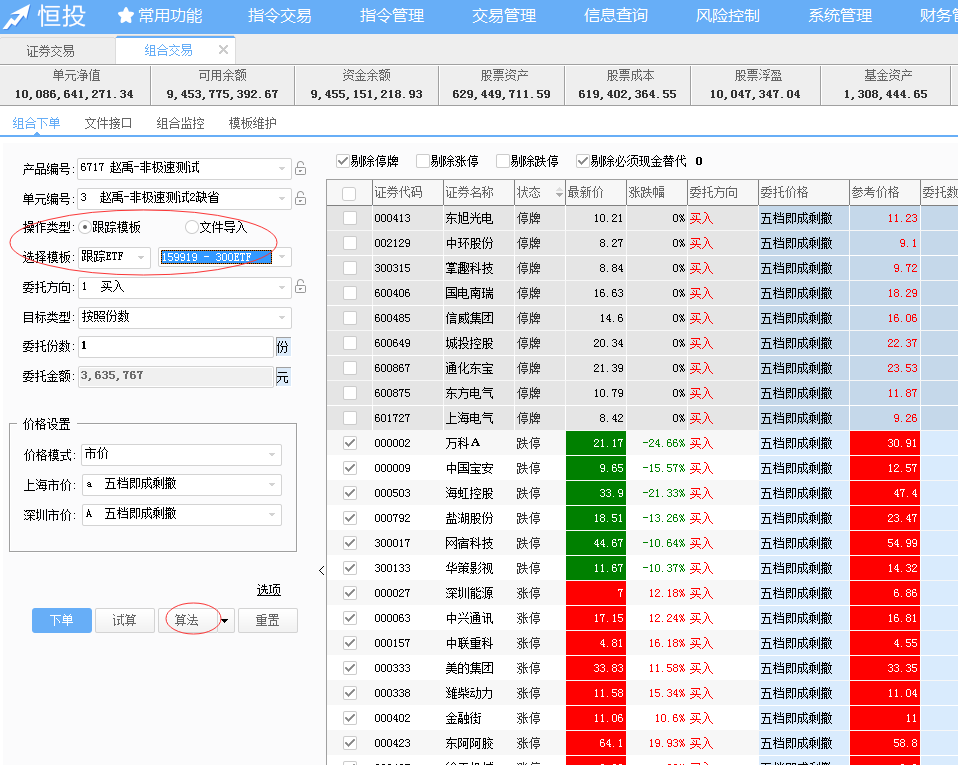 恒投 常用功能 指令交易 指令管理 交易管理 信息查询 风险控制 系统管理 财务
证券交易 组合交易
单元净值 可用余额 资金余额 股票资产 股票成本 股票浮盈 基金资产
10,086,641,271.34 9,453,775,392.67 9,455,151,218.93 629,449,711.59 619,402,364.55 10,047,347.04 1,308,444.65
组合下单 文件接口 组合监控 模板维护
产品编号: 6717 赵禹-非极速测试
单元编号: 3 赵禹-非极速测试2缺省
操作类型: 跟踪模板 文件导入
选择模板: 跟踪ETF 159919 - 300ETF
委托方向: 1 买入
目标类型: 按照份数
委托份数: 1 份
委托金额: 3,635,767 元
价格设置
价格模式: 市价
上海市价: a 五档即成剩撤
深圳市价: A 五档即成剩撤
选项
下单 试算 算法 重置
剔除停牌 剔除涨停 剔除跌停 剔除必须现金替代 0
证券代码 证券名称 状态 最新价 涨跌幅 委托方向 委托价格 参考价格 委托数
000413 东旭光电 停牌 10.21 0% 买入 五档即成剩撤 11.23
002129 中环股份 停牌 8.27 0% 买入 五档即成剩撤 9.1
300315 掌趣科技 停牌 8.84 0% 买入 五档即成剩撤 9.72
600406 国电南瑞 停牌 16.63 0% 买入 五档即成剩撤 18.29
600485 信威集团 停牌 14.6 0% 买入 五档即成剩撤 16.06
600649 城投控股 停牌 20.34 0% 买入 五档即成剩撤 22.37
600867 通化东宝 停牌 21.39 0% 买入 五档即成剩撤 23.53
600875 东方电气 停牌 10.79 0% 买入 五档即成剩撤 11.87
601727 上海电气 停牌 8.42 0% 买入 五档即成剩撤 9.26
000002 万科A 跌停 21.17 -24.66% 买入 五档即成剩撤 30.91
000009 中国宝安 跌停 9.65 -15.57% 买入 五档即成剩撤 12.57
000503 海虹控股 跌停 33.9 -21.33% 买入 五档即成剩撤 47.4
000792 盐湖股份 跌停 18.51 -13.26% 买入 五档即成剩撤 23.47
300017 网宿科技 跌停 44.67 -10.64% 买入 五档即成剩撤 54.99
300133 华策影视 跌停 11.67 -10.37% 买入 五档即成剩撤 14.32
000027 深圳能源 涨停 7 12.18% 买入 五档即成剩撤 6.86
000063 中兴通讯 涨停 17.15 12.24% 买入 五档即成剩撤 16.81
000157 中联重科 涨停 4.81 16.18% 买入 五档即成剩撤 4.55
000333 美的集团 涨停 33.83 11.58% 买入 五档即成剩撤 33.35
000338 潍柴动力 涨停 11.58 15.34% 买入 五档即成剩撤 11.04
000402 金融街 涨停 11.06 10.6% 买入 五档即成剩撤 11
000423 东阿阿胶 涨停 64.1 19.93% 买入 五档即成剩撤 58.8